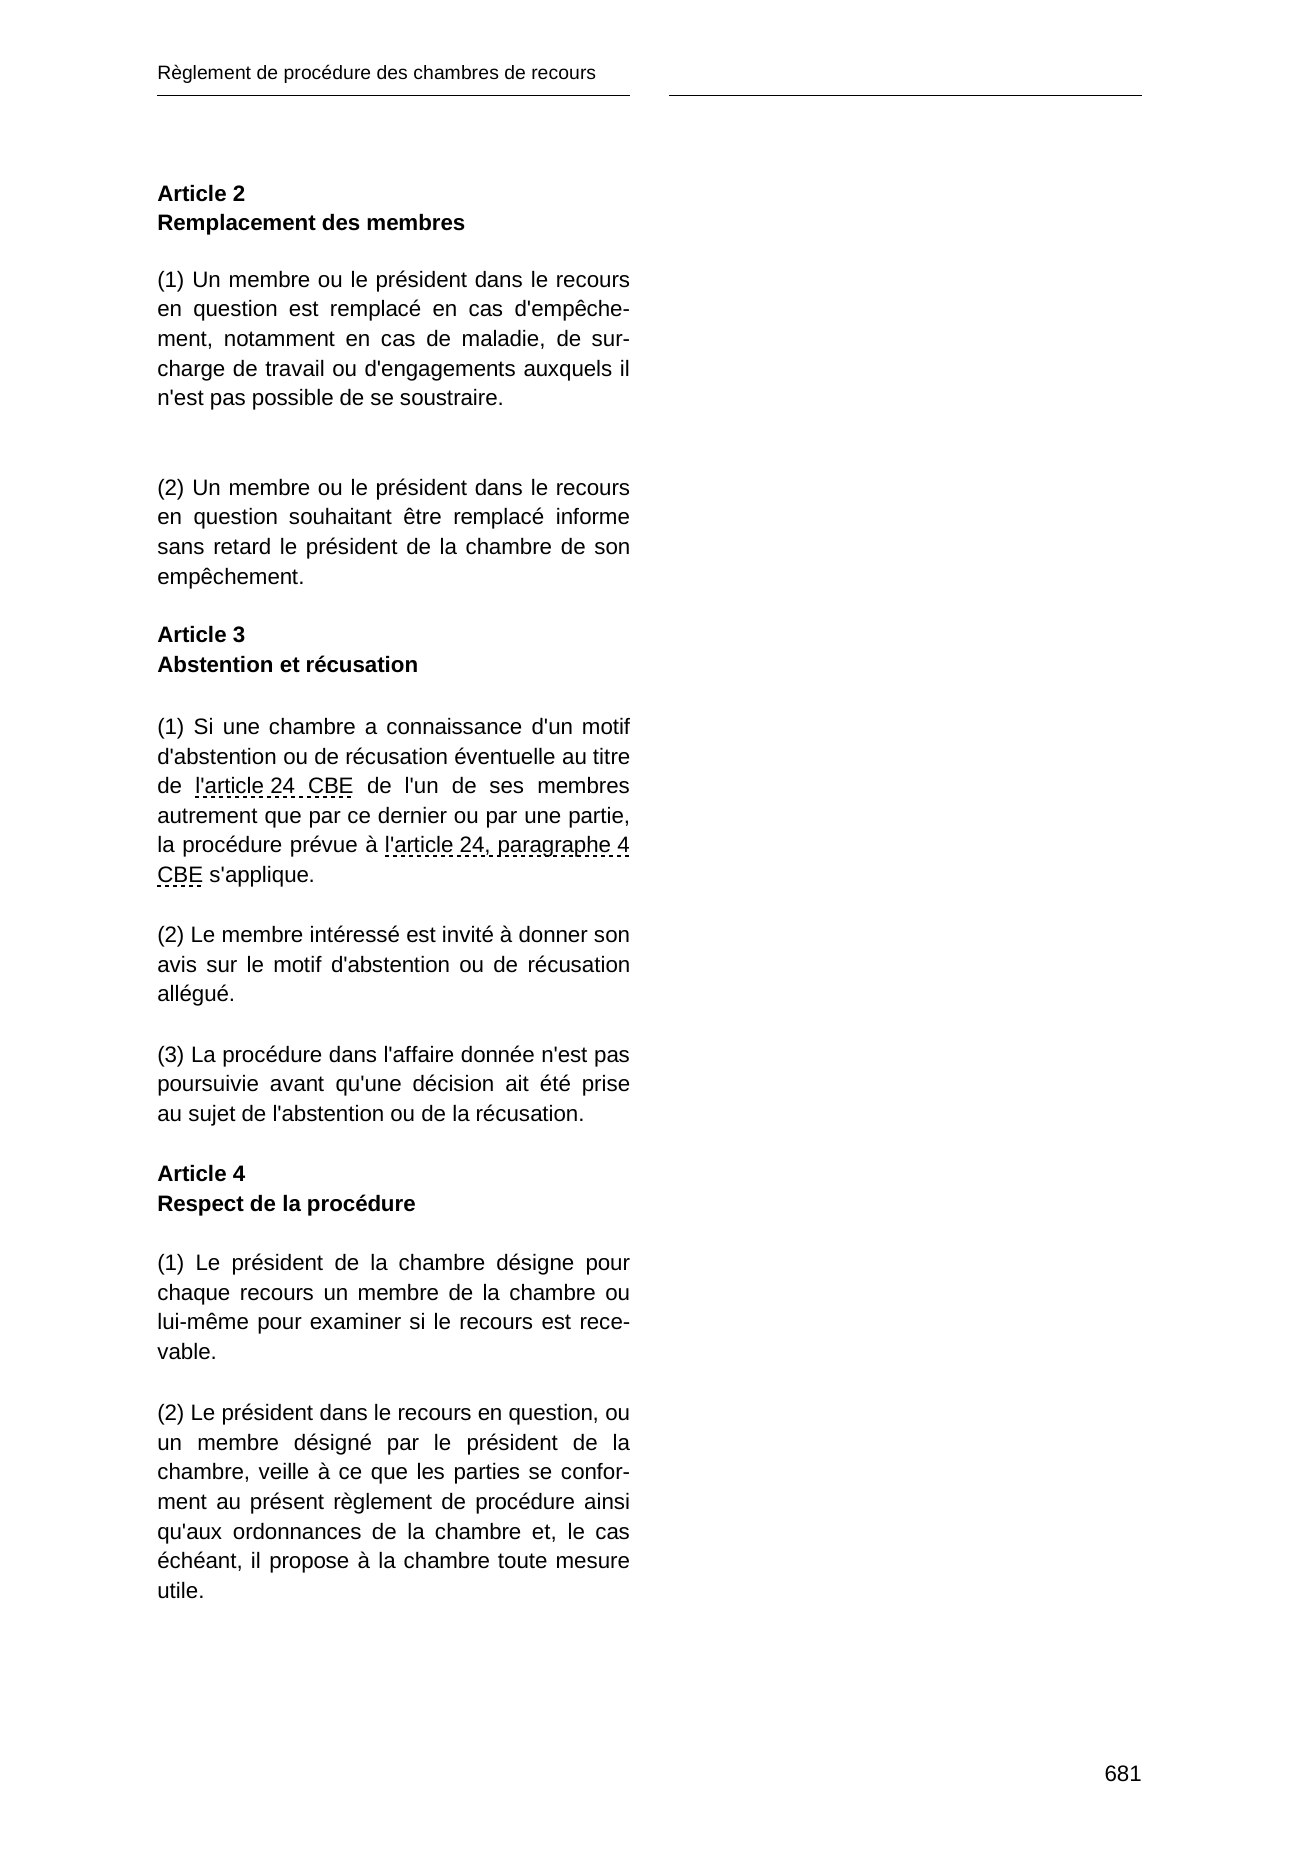 Règlement de procédure des chambres de recours
Article 2
Remplacement des membres
(1) Un membre ou le président dans le recours
en question est remplacé en cas d'empêche-
ment, notamment en cas de maladie, de sur-
charge de travail ou d'engagements auxquels il
n'est pas possible de se soustraire.
(2) Un membre ou le président dans le recours
en question souhaitant être remplacé informe
sans retard le président de la chambre de son
empêchement.
Article 3
Abstention et récusation
(1) Si une chambre a connaissance d'un motif
d'abstention ou de récusation éventuelle au titre
de l'article 24 CBE de l'un de ses membres
autrement que par ce dernier ou par une partie,
la procédure prévue à l'article 24, paragraphe 4
CBE s'applique.
(2) Le membre intéressé est invité à donner son
avis sur le motif d'abstention ou de récusation
allégué.
(3) La procédure dans l'affaire donnée n'est pas
poursuivie avant qu'une décision ait été prise
au sujet de l'abstention ou de la récusation.
Article 4
Respect de la procédure
(1) Le président de la chambre désigne pour
chaque recours un membre de la chambre ou
lui-même pour examiner si le recours est rece-
vable.
(2) Le président dans le recours en question, ou
un membre désigné par le président de la
chambre, veille à ce que les parties se confor-
ment au présent règlement de procédure ainsi
qu'aux ordonnances de la chambre et, le cas
échéant, il propose à la chambre toute mesure
utile.
681